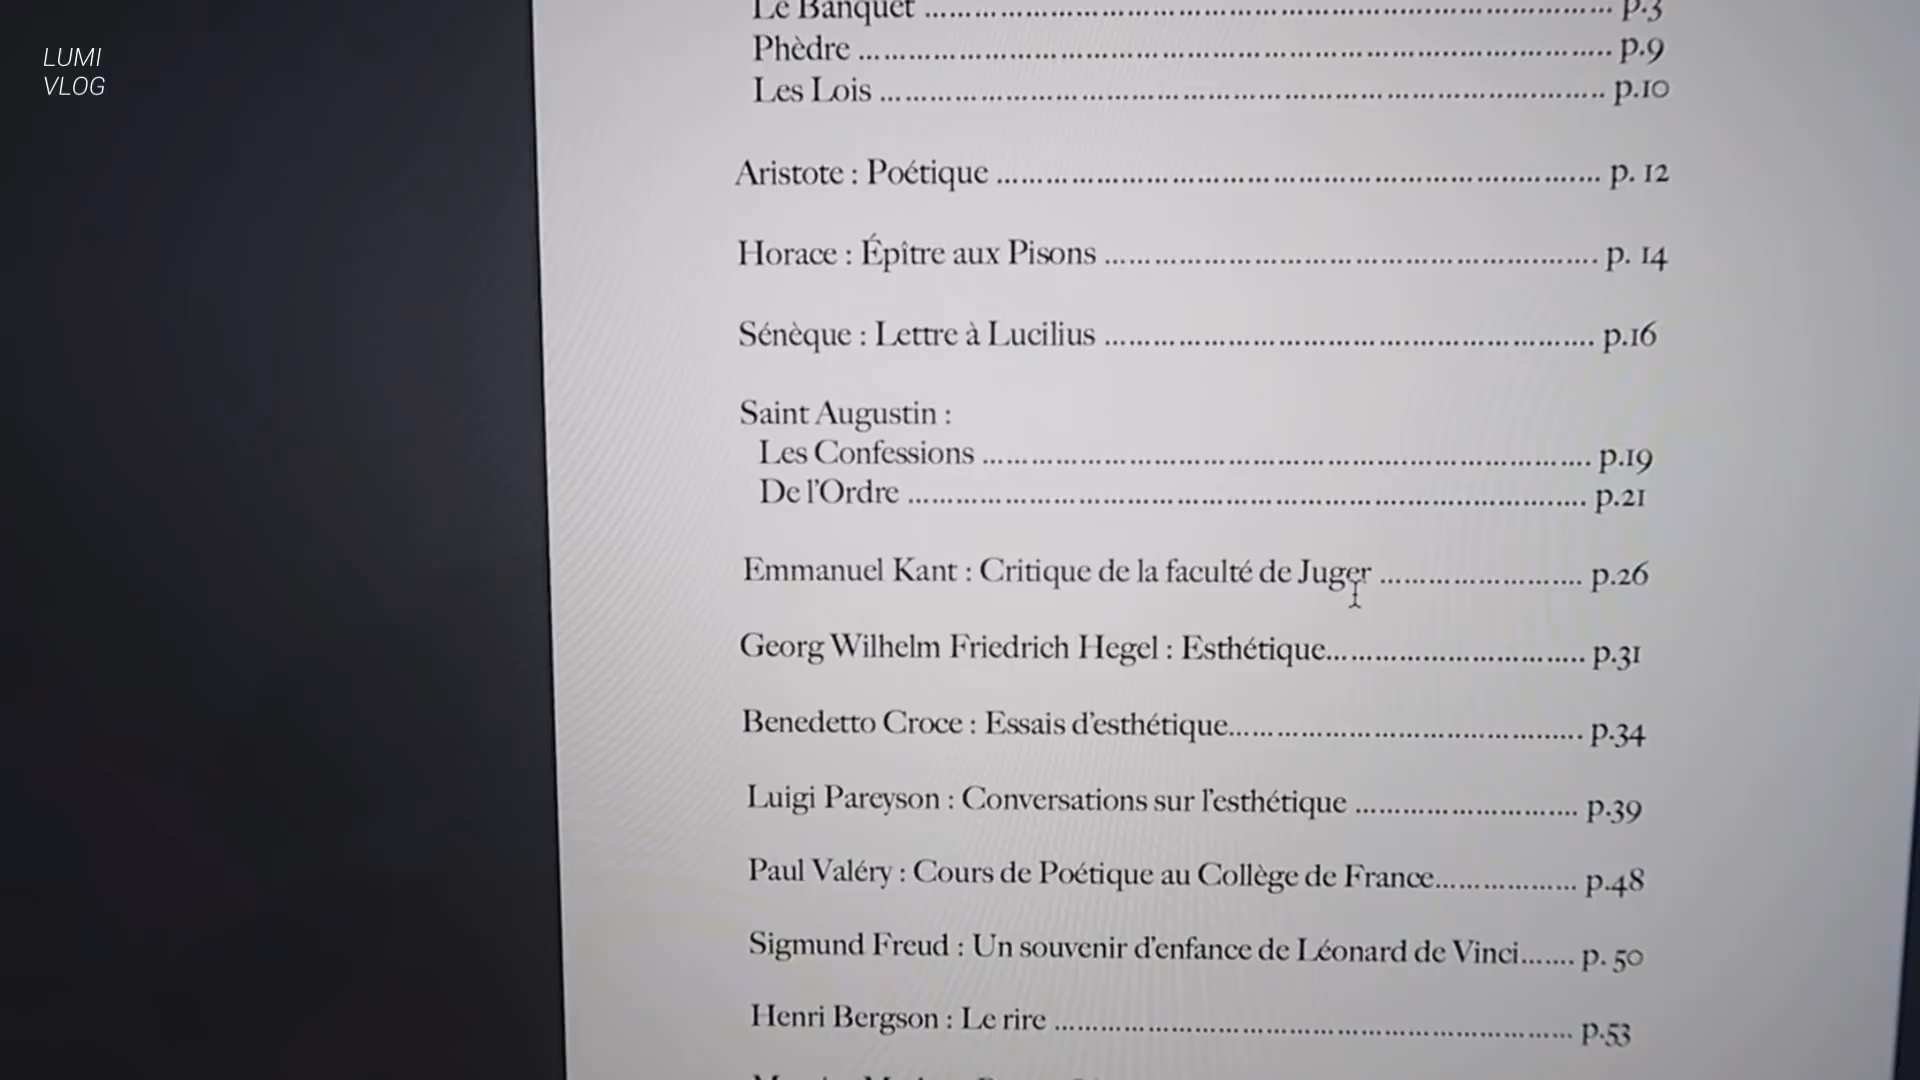 LUMI
VLOG
Le Banquet ........................................ p.3
Phèdre ........................................ p.9
Les Lois ........................................ p.10
Aristote : Poétique ........................................ p. 12
Horace : Épître aux Pisons ........................................ p. 14
Sénèque : Lettre à Lucilius ........................................ p.16
Saint Augustin :
Les Confessions ........................................ p.19
De l'Ordre ........................................ p.21
Emmanuel Kant : Critique de la faculté de Juger .................... p.26
Georg Wilhelm Friedrich Hegel : Esthétique.................... p.31
Benedetto Croce : Essais d'esthétique.............................. p.34
Luigi Pareyson : Conversations sur l'esthétique .................... p.39
Paul Valéry : Cours de Poétique au Collège de France............... p.48
Sigmund Freud : Un souvenir d'enfance de Léonard de Vinci....... p. 50
Henri Bergson : Le rire ........................................ p.53